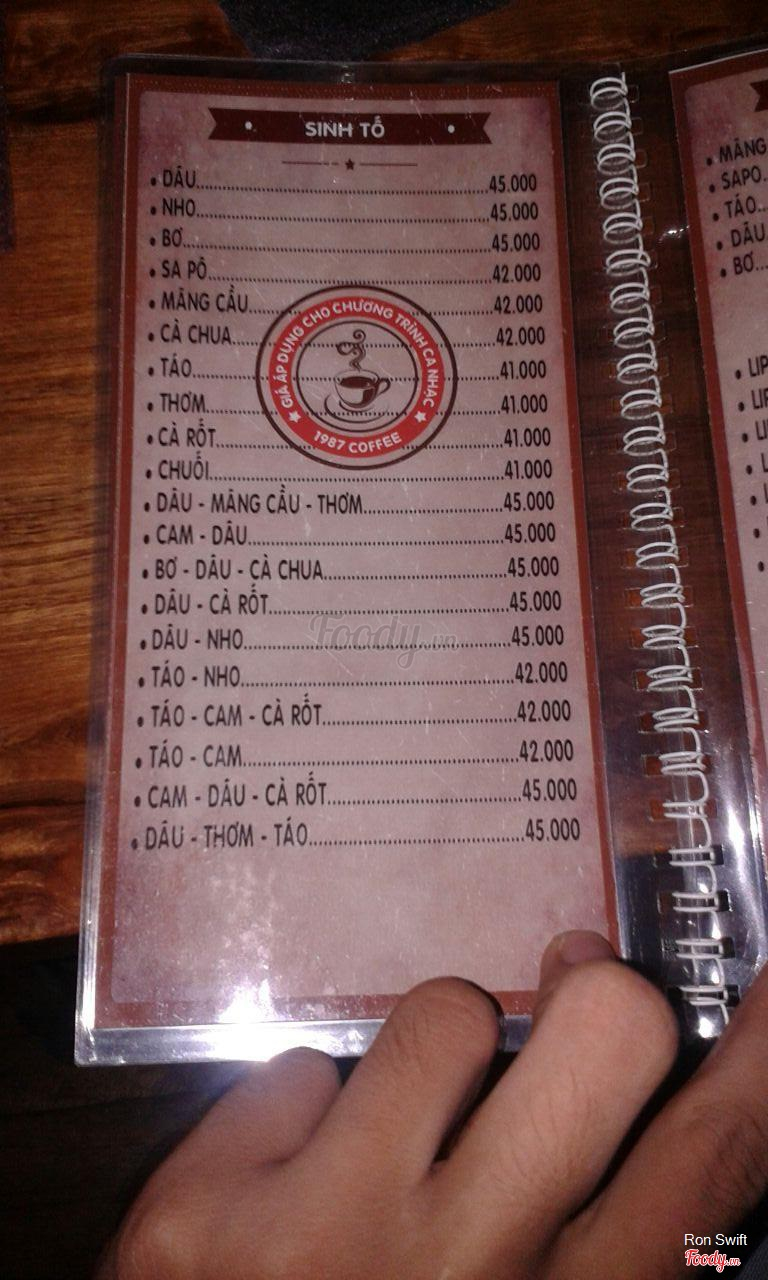 SINH TỐ
• DÂU........45.000
• NHO........45.000
• BƠ........45.000
• SA PÔ........42.000
• MÃNG CẦU........42.000
• CÀ CHUA........42.000
• TÁO........41.000
• THƠM........41.000
• CÀ RỐT........41.000
• CHUỐI........41.000
• DÂU - MÃNG CẦU - THƠM........45.000
• CAM - DÂU........45.000
• BƠ - DÂU - CÀ CHUA........45.000
• DÂU - CÀ RỐT........45.000
• DÂU - NHO........45.000
• TÁO - NHO........42.000
• TÁO - CAM - CÀ RỐT........42.000
• TÁO - CAM........42.000
• CAM - DÂU - CÀ RỐT........45.000
• DÂU - THƠM - TÁO........45.000
GIÁ ÁP DỤNG CHO CHƯƠNG TRÌNH CA NHẠC
1987 COFFEE
Foody.vn
• MÃNG
• SAPO.
• TÁO..
• DÂU
• BƠ...
Ron Swift
Foody.vn